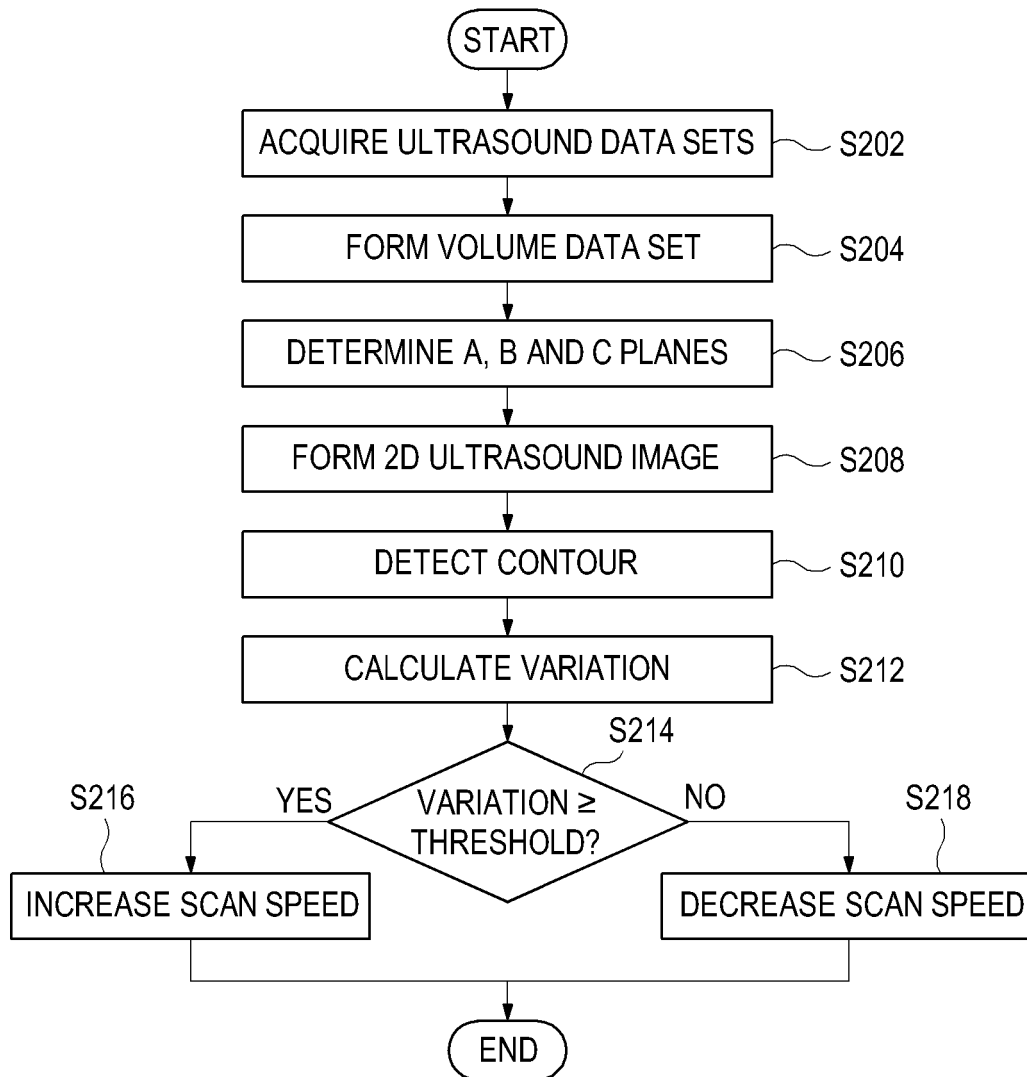 START
ACQUIRE ULTRASOUND DATA SETS
S202
FORM VOLUME DATA SET
S204
DETERMINE A, B AND C PLANES
S206
FORM 2D ULTRASOUND IMAGE
S208
DETECT CONTOUR
S210
CALCULATE VARIATION
S212
S214
VARIATION ≥
THRESHOLD?
YES
NO
S216
INCREASE SCAN SPEED
S218
DECREASE SCAN SPEED
END